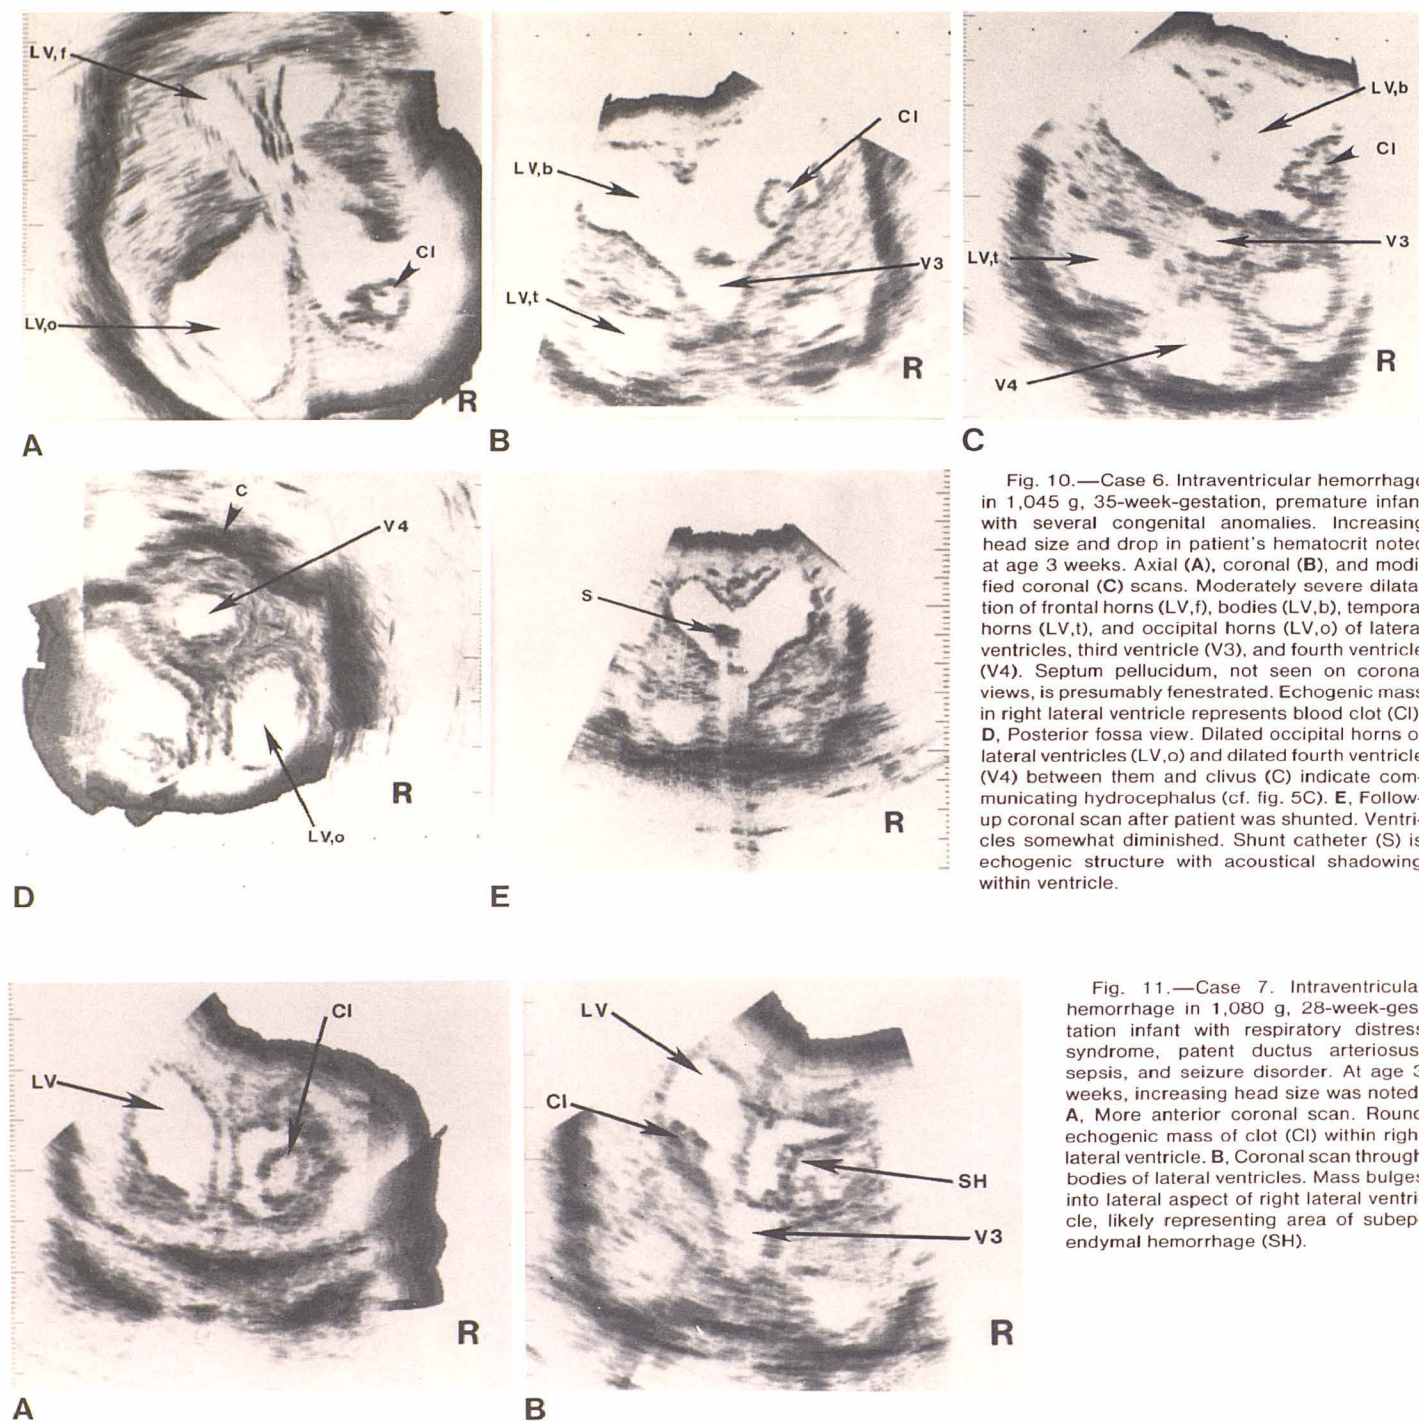 LV,f
Cl
LV,o
R
A
Cl
LV,b
V3
LV,t
R
B
LV,b
Cl
V3
LV,t
V4
R
C
C
V4
R
LV,o
D
S
R
E
Fig. 10.—Case 6. Intraventricular hemorrhage
in 1,045 g, 35-week-gestation, premature infan
with several congenital anomalies. Increasing
head size and drop in patient's hematocrit noted
at age 3 weeks. Axial (A), coronal (B), and modi
fied coronal (C) scans. Moderately severe dilata
tion of frontal horns (LV,f), bodies (LV,b), tempora
horns (LV,t), and occipital horns (LV,o) of latera
ventricles, third ventricle (V3), and fourth ventricle
(V4). Septum pellucidum, not seen on corona
views, is presumably fenestrated. Echogenic mass
in right lateral ventricle represents blood clot (Cl)
D, Posterior fossa view. Dilated occipital horns o
lateral ventricles (LV,o) and dilated fourth ventricle
(V4) between them and clivus (C) indicate com-
municating hydrocephalus (cf. fig. 5C). E, Follow-
up coronal scan after patient was shunted. Ventri-
cles somewhat diminished. Shunt catheter (S) is
echogenic structure with acoustical shadowing
within ventricle.
LV
Cl
R
A
LV
Cl
SH
V3
R
B
Fig. 11.—Case 7. Intraventricula
hemorrhage in 1,080 g, 28-week-ges
tation infant with respiratory distress
syndrome, patent ductus arteriosus
sepsis, and seizure disorder. At age 3
weeks, increasing head size was noted
A, More anterior coronal scan. Round
echogenic mass of clot (Cl) within righ
lateral ventricle. B, Coronal scan through
bodies of lateral ventricles. Mass bulges
into lateral aspect of right lateral ventri
cle, likely representing area of subep
endymal hemorrhage (SH).